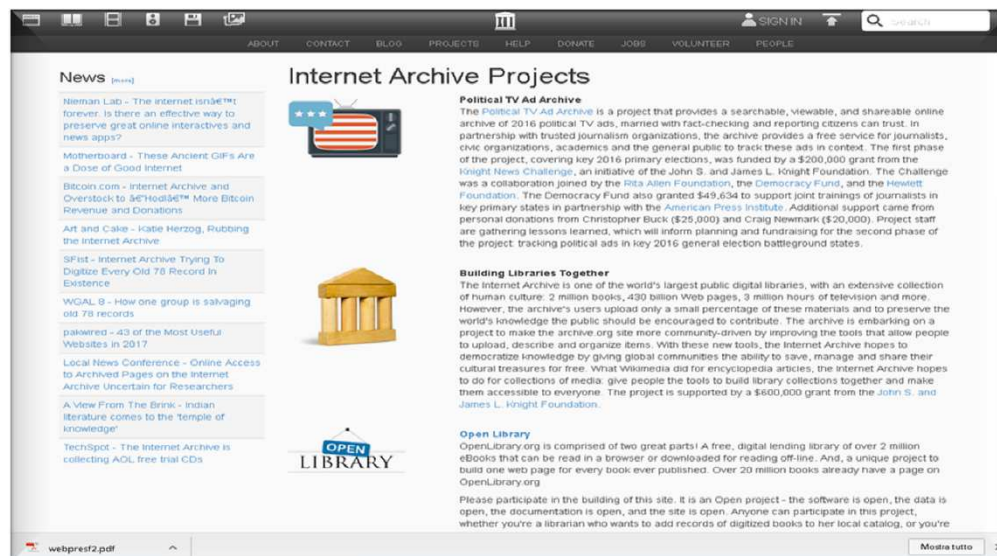 SIGN IN
Search
ABOUT CONTACT BLOG PROJECTS HELP DONATE JOBS VOLUNTEER PEOPLE
News [more]
Nieman Lab - The internet isnâ€™t
forever. Is there an effective way to
preserve great online interactives and
news apps?
Motherboard - These Ancient GIFs Are
a Dose of Good Internet
Bitcoin.com - Internet Archive and
Overstock to â€˜Hodlâ€™ More Bitcoin
Revenue and Donations
Art and Cake - Katie Herzog, Rubbing
the Internet Archive
SFist - Internet Archive Trying To
Digitize Every Old 78 Record In
Existence
WGAL 8 - How one group is salvaging
old 78 records
pakwired - 43 of the Most Useful
Websites in 2017
Local News Conference - Online Access
to Archived Pages on the Internet
Archive Uncertain for Researchers
A View From The Brink - Indian
literature comes to the 'temple of
knowledge'
TechSpot - The Internet Archive is
collecting AOL free trial CDs
Internet Archive Projects
Political TV Ad Archive
The Political TV Ad Archive is a project that provides a searchable, viewable, and shareable online
archive of 2016 political TV ads, married with fact-checking and reporting citizens can trust. In
partnership with trusted journalism organizations, the archive provides a free service for journalists,
civic organizations, academics and the general public to track these ads in context. The first phase
of the project, covering key 2016 primary elections, was funded by a $200,000 grant from the
Knight News Challenge, an initiative of the John S. and James L. Knight Foundation. The Challenge
was a collaboration joined by the Rita Allen Foundation, the Democracy Fund, and the Hewlett
Foundation. The Democracy Fund also granted $49,634 to support joint trainings of journalists in
key primary states in partnership with the American Press Institute. Additional support came from
personal donations from Christopher Buck ($25,000) and Craig Newmark ($20,000). Project staff
are gathering lessons learned, which will inform planning and fundraising for the second phase of
the project: tracking political ads in key 2016 general election battleground states.
Building Libraries Together
The Internet Archive is one of the world's largest public digital libraries, with an extensive collection
of human culture: 2 million books, 430 billion Web pages, 3 million hours of television and more.
However, the archive's users upload only a small percentage of these materials and to preserve the
world's knowledge the public should be encouraged to contribute. The archive is embarking on a
project to make the archive.org site more community-driven by improving the tools that allow people
to upload, describe and organize items. With these new tools, the Internet Archive hopes to
democratize knowledge by giving global communities the ability to save, manage and share their
cultural treasures for free. What Wikimedia did for encyclopedia articles, the Internet Archive hopes
to do for collections of media: give people the tools to build library collections together and make
them accessible to everyone. The project is supported by a $600,000 grant from the John S. and
James L. Knight Foundation.
OPEN
LIBRARY
Open Library
OpenLibrary.org is comprised of two great parts! A free, digital lending library of over 2 million
eBooks that can be read in a browser or downloaded for reading off-line. And, a unique project to
build one web page for every book ever published. Over 20 million books already have a page on
OpenLibrary.org
Please participate in the building of this site. It is an Open project - the software is open, the data is
open, the documentation is open, and the site is open. Anyone can participate in this project,
whether you're a librarian who wants to add records of digitized books to her local catalog, or you're
webpresf2.pdf
Mostra tutto